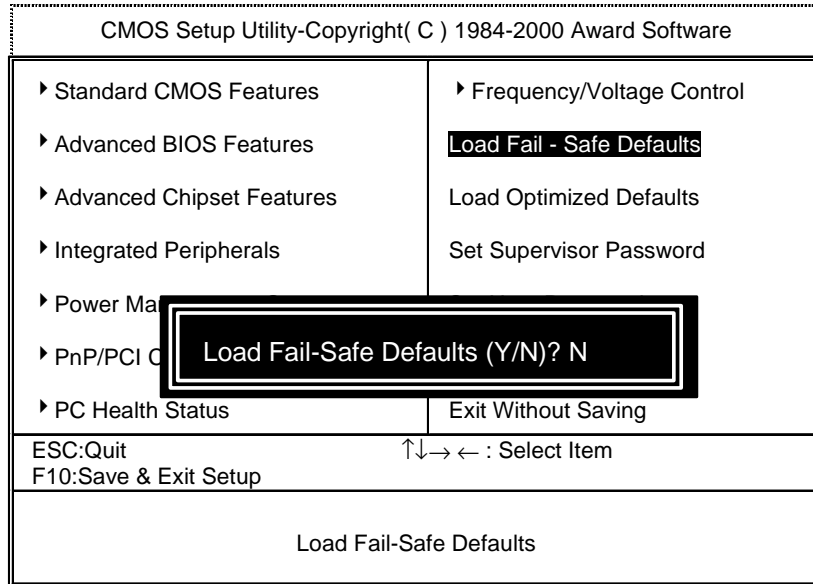 CMOS Setup Utility-Copyright( C ) 1984-2000 Award Software
Standard CMOS Features
Advanced BIOS Features
Advanced Chipset Features
Integrated Peripherals
Power
PnP/PCI
PC Health Status
Frequency/Voltage Control
Load Fail - Safe Defaults
Load Optimized Defaults
Set Supervisor Password
Exit Without Saving
Load Fail-Safe Defaults (Y/N)? N
ESC:Quit ↑↓→ ← : Select Item
F10:Save & Exit Setup
Load Fail-Safe Defaults